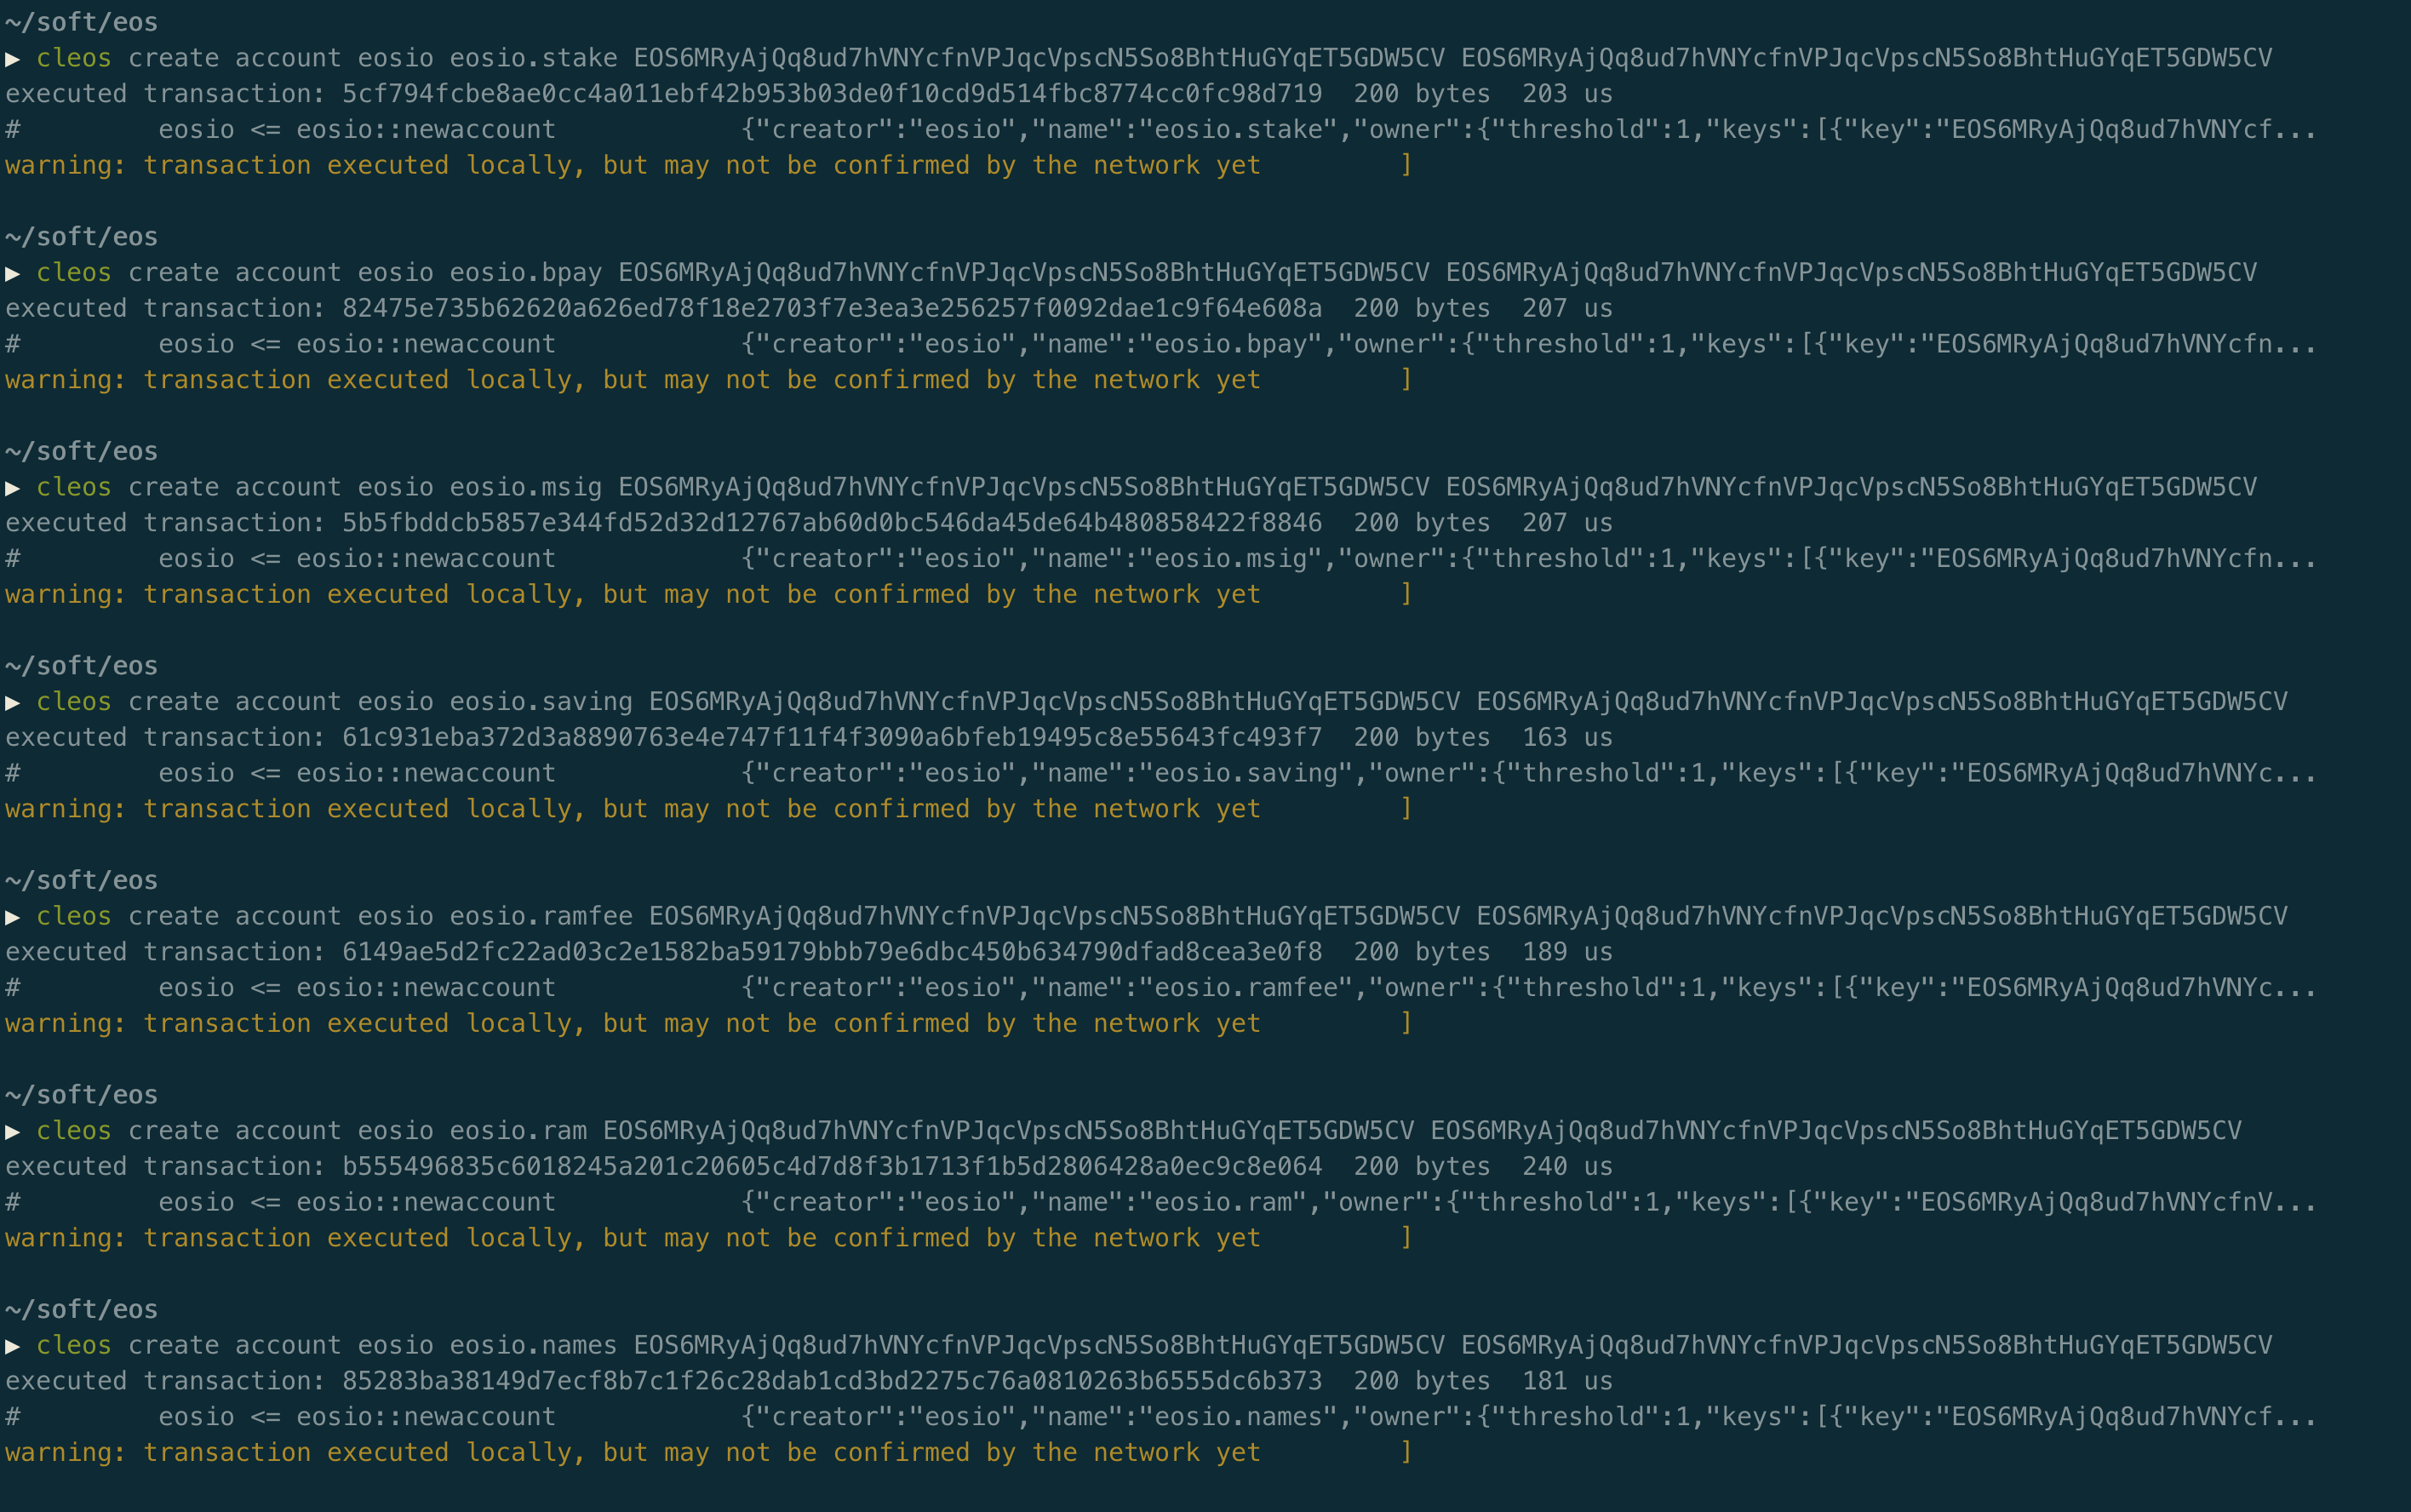 ~/soft/eos
▶ cleos create account eosio eosio.stake EOS6MRyAjQq8ud7hVNYcfnVPJqcVpscN5So8BhtHuGYqET5GDW5CV EOS6MRyAjQq8ud7hVNYcfnVPJqcVpscN5So8BhtHuGYqET5GDW5CV
executed transaction: 5cf794fcbe8ae0cc4a011ebf42b953b03de0f10cd9d514fbc8774cc0fc98d719  200 bytes  203 us
#         eosio <= eosio::newaccount            {"creator":"eosio","name":"eosio.stake","owner":{"threshold":1,"keys":[{"key":"EOS6MRyAjQq8ud7hVNYcf...
warning: transaction executed locally, but may not be confirmed by the network yet         ]
~/soft/eos
▶ cleos create account eosio eosio.bpay EOS6MRyAjQq8ud7hVNYcfnVPJqcVpscN5So8BhtHuGYqET5GDW5CV EOS6MRyAjQq8ud7hVNYcfnVPJqcVpscN5So8BhtHuGYqET5GDW5CV
executed transaction: 82475e735b62620a626ed78f18e2703f7e3ea3e256257f0092dae1c9f64e608a  200 bytes  207 us
#         eosio <= eosio::newaccount            {"creator":"eosio","name":"eosio.bpay","owner":{"threshold":1,"keys":[{"key":"EOS6MRyAjQq8ud7hVNYcfn...
warning: transaction executed locally, but may not be confirmed by the network yet         ]
~/soft/eos
▶ cleos create account eosio eosio.msig EOS6MRyAjQq8ud7hVNYcfnVPJqcVpscN5So8BhtHuGYqET5GDW5CV EOS6MRyAjQq8ud7hVNYcfnVPJqcVpscN5So8BhtHuGYqET5GDW5CV
executed transaction: 5b5fbddcb5857e344fd52d32d12767ab60d0bc546da45de64b480858422f8846  200 bytes  207 us
#         eosio <= eosio::newaccount            {"creator":"eosio","name":"eosio.msig","owner":{"threshold":1,"keys":[{"key":"EOS6MRyAjQq8ud7hVNYcfn...
warning: transaction executed locally, but may not be confirmed by the network yet         ]
~/soft/eos
▶ cleos create account eosio eosio.saving EOS6MRyAjQq8ud7hVNYcfnVPJqcVpscN5So8BhtHuGYqET5GDW5CV EOS6MRyAjQq8ud7hVNYcfnVPJqcVpscN5So8BhtHuGYqET5GDW5CV
executed transaction: 61c931eba372d3a8890763e4e747f11f4f3090a6bfeb19495c8e55643fc493f7  200 bytes  163 us
#         eosio <= eosio::newaccount            {"creator":"eosio","name":"eosio.saving","owner":{"threshold":1,"keys":[{"key":"EOS6MRyAjQq8ud7hVNYc...
warning: transaction executed locally, but may not be confirmed by the network yet         ]
~/soft/eos
▶ cleos create account eosio eosio.ramfee EOS6MRyAjQq8ud7hVNYcfnVPJqcVpscN5So8BhtHuGYqET5GDW5CV EOS6MRyAjQq8ud7hVNYcfnVPJqcVpscN5So8BhtHuGYqET5GDW5CV
executed transaction: 6149ae5d2fc22ad03c2e1582ba59179bbb79e6dbc450b634790dfad8cea3e0f8  200 bytes  189 us
#         eosio <= eosio::newaccount            {"creator":"eosio","name":"eosio.ramfee","owner":{"threshold":1,"keys":[{"key":"EOS6MRyAjQq8ud7hVNYc...
warning: transaction executed locally, but may not be confirmed by the network yet         ]
~/soft/eos
▶ cleos create account eosio eosio.ram EOS6MRyAjQq8ud7hVNYcfnVPJqcVpscN5So8BhtHuGYqET5GDW5CV EOS6MRyAjQq8ud7hVNYcfnVPJqcVpscN5So8BhtHuGYqET5GDW5CV
executed transaction: b555496835c6018245a201c20605c4d7d8f3b1713f1b5d2806428a0ec9c8e064  200 bytes  240 us
#         eosio <= eosio::newaccount            {"creator":"eosio","name":"eosio.ram","owner":{"threshold":1,"keys":[{"key":"EOS6MRyAjQq8ud7hVNYcfnV...
warning: transaction executed locally, but may not be confirmed by the network yet         ]
~/soft/eos
▶ cleos create account eosio eosio.names EOS6MRyAjQq8ud7hVNYcfnVPJqcVpscN5So8BhtHuGYqET5GDW5CV EOS6MRyAjQq8ud7hVNYcfnVPJqcVpscN5So8BhtHuGYqET5GDW5CV
executed transaction: 85283ba38149d7ecf8b7c1f26c28dab1cd3bd2275c76a0810263b6555dc6b373  200 bytes  181 us
#         eosio <= eosio::newaccount            {"creator":"eosio","name":"eosio.names","owner":{"threshold":1,"keys":[{"key":"EOS6MRyAjQq8ud7hVNYcf...
warning: transaction executed locally, but may not be confirmed by the network yet         ]